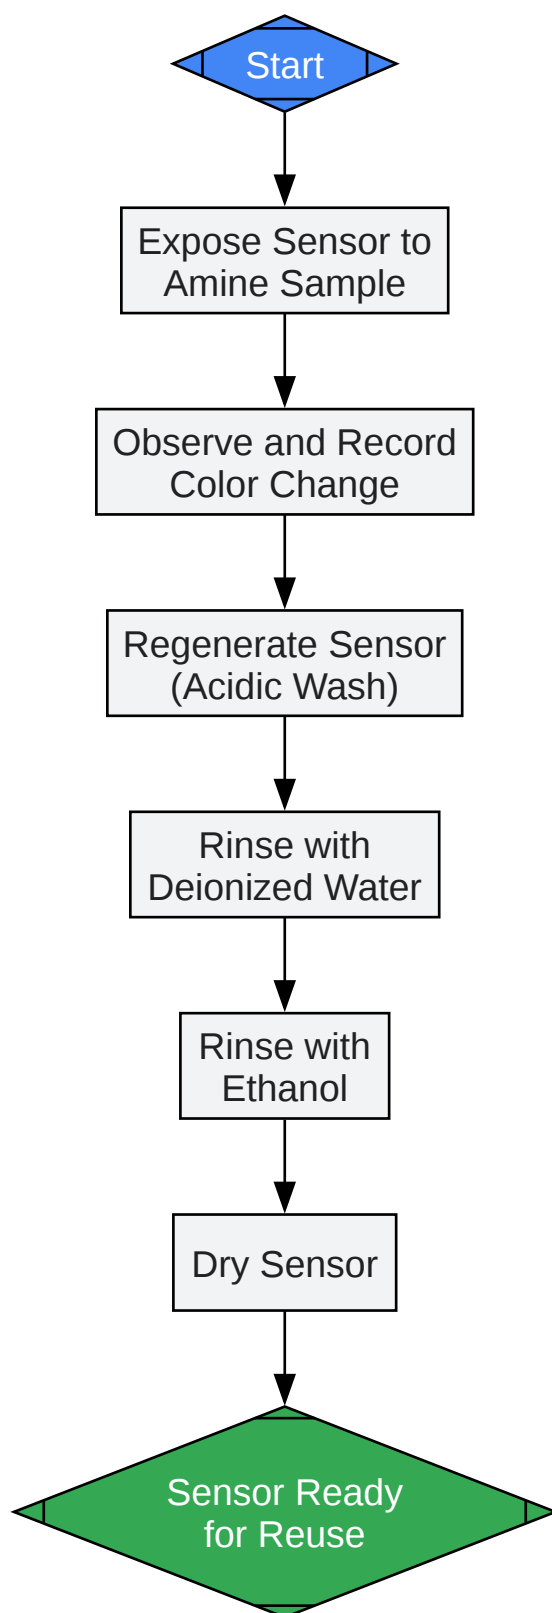 Start
Expose Sensor to
Amine Sample
Observe and Record
Color Change
Regenerate Sensor
(Acidic Wash)
Rinse with
Deionized Water
Rinse with
Ethanol
Dry Sensor
Sensor Ready
for Reuse